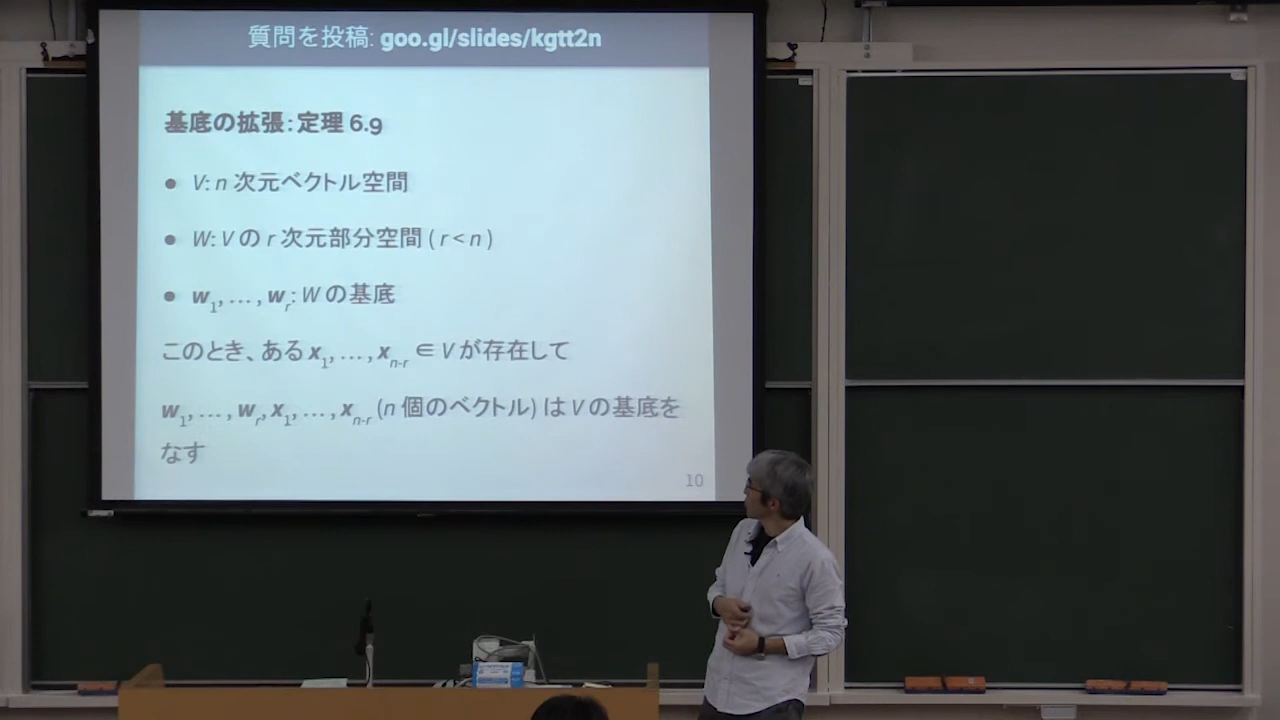 質問を投稿: goo.gl/slides/kgtt2n
基底の拡張: 定理 6.9
● V: n 次元ベクトル空間
● W: V の r 次元部分空間 ( r < n )
● w1, … , wr: W の基底
このとき、ある x1, … , xn-r ∈ V が存在して
w1, … , wr, x1, … , xn-r (n 個のベクトル) は V の基底を
なす
10